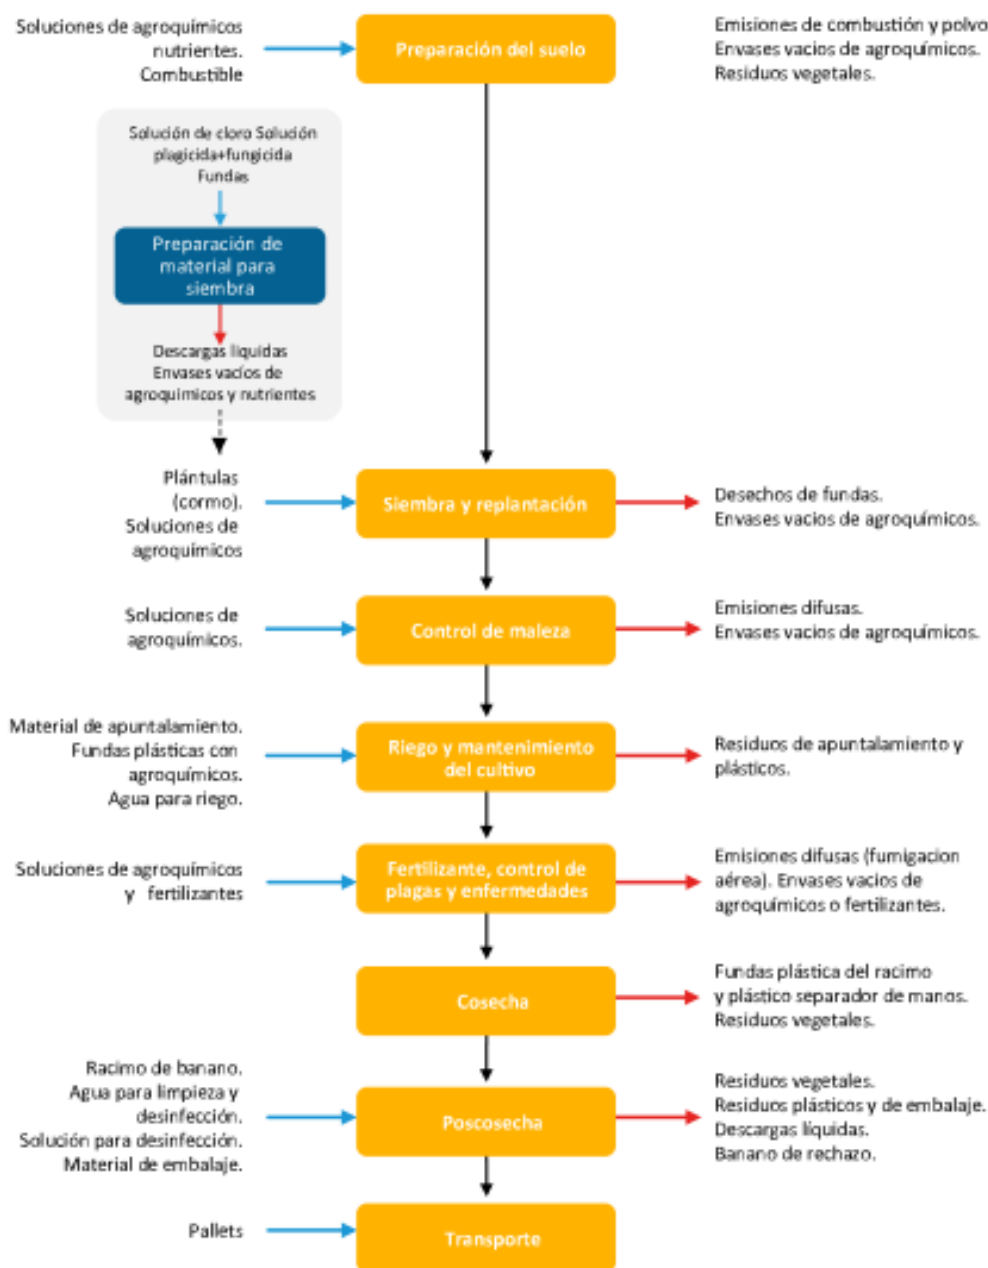 Soluciones de agroquímicos
nutrientes.
Combustible
Preparación del suelo
Emisiones de combustión y polvo
Envases vacios de agroquímicos.
Residuos vegetales.
Solución de cloro Solución
plagicida+fungicida
Fundas
Preparación de
material para
siembra
Descargas líquidas
Envases vacíos de
agroquímicos y nutrientes
Plántulas
(cormo).
Soluciones de
agroquímicos
Siembra y replantación
Desechos de fundas.
Envases vacios de agroquímicos.
Soluciones de
agroquímicos.
Control de maleza
Emisiones difusas.
Envases vacios de agroquímicos.
Material de apuntalamiento.
Fundas plásticas con
agroquímicos.
Agua para riego.
Riego y mantenimiento
del cultivo
Residuos de apuntalamiento y
plásticos.
Soluciones de agroquímicos
y fertilizantes
Fertilizante, control de
plagas y enfermedades
Emisiones difusas (fumigacion
aérea). Envases vacios de
agroquímicos o fertilizantes.
Cosecha
Fundas plástica del racimo
y plástico separador de manos.
Residuos vegetales.
Racimo de banano.
Agua para limpieza y
desinfección.
Solución para desinfección.
Material de embalaje.
Poscosecha
Residuos vegetales.
Residuos plásticos y de embalaje.
Descargas líquidas.
Banano de rechazo.
Pallets
Transporte